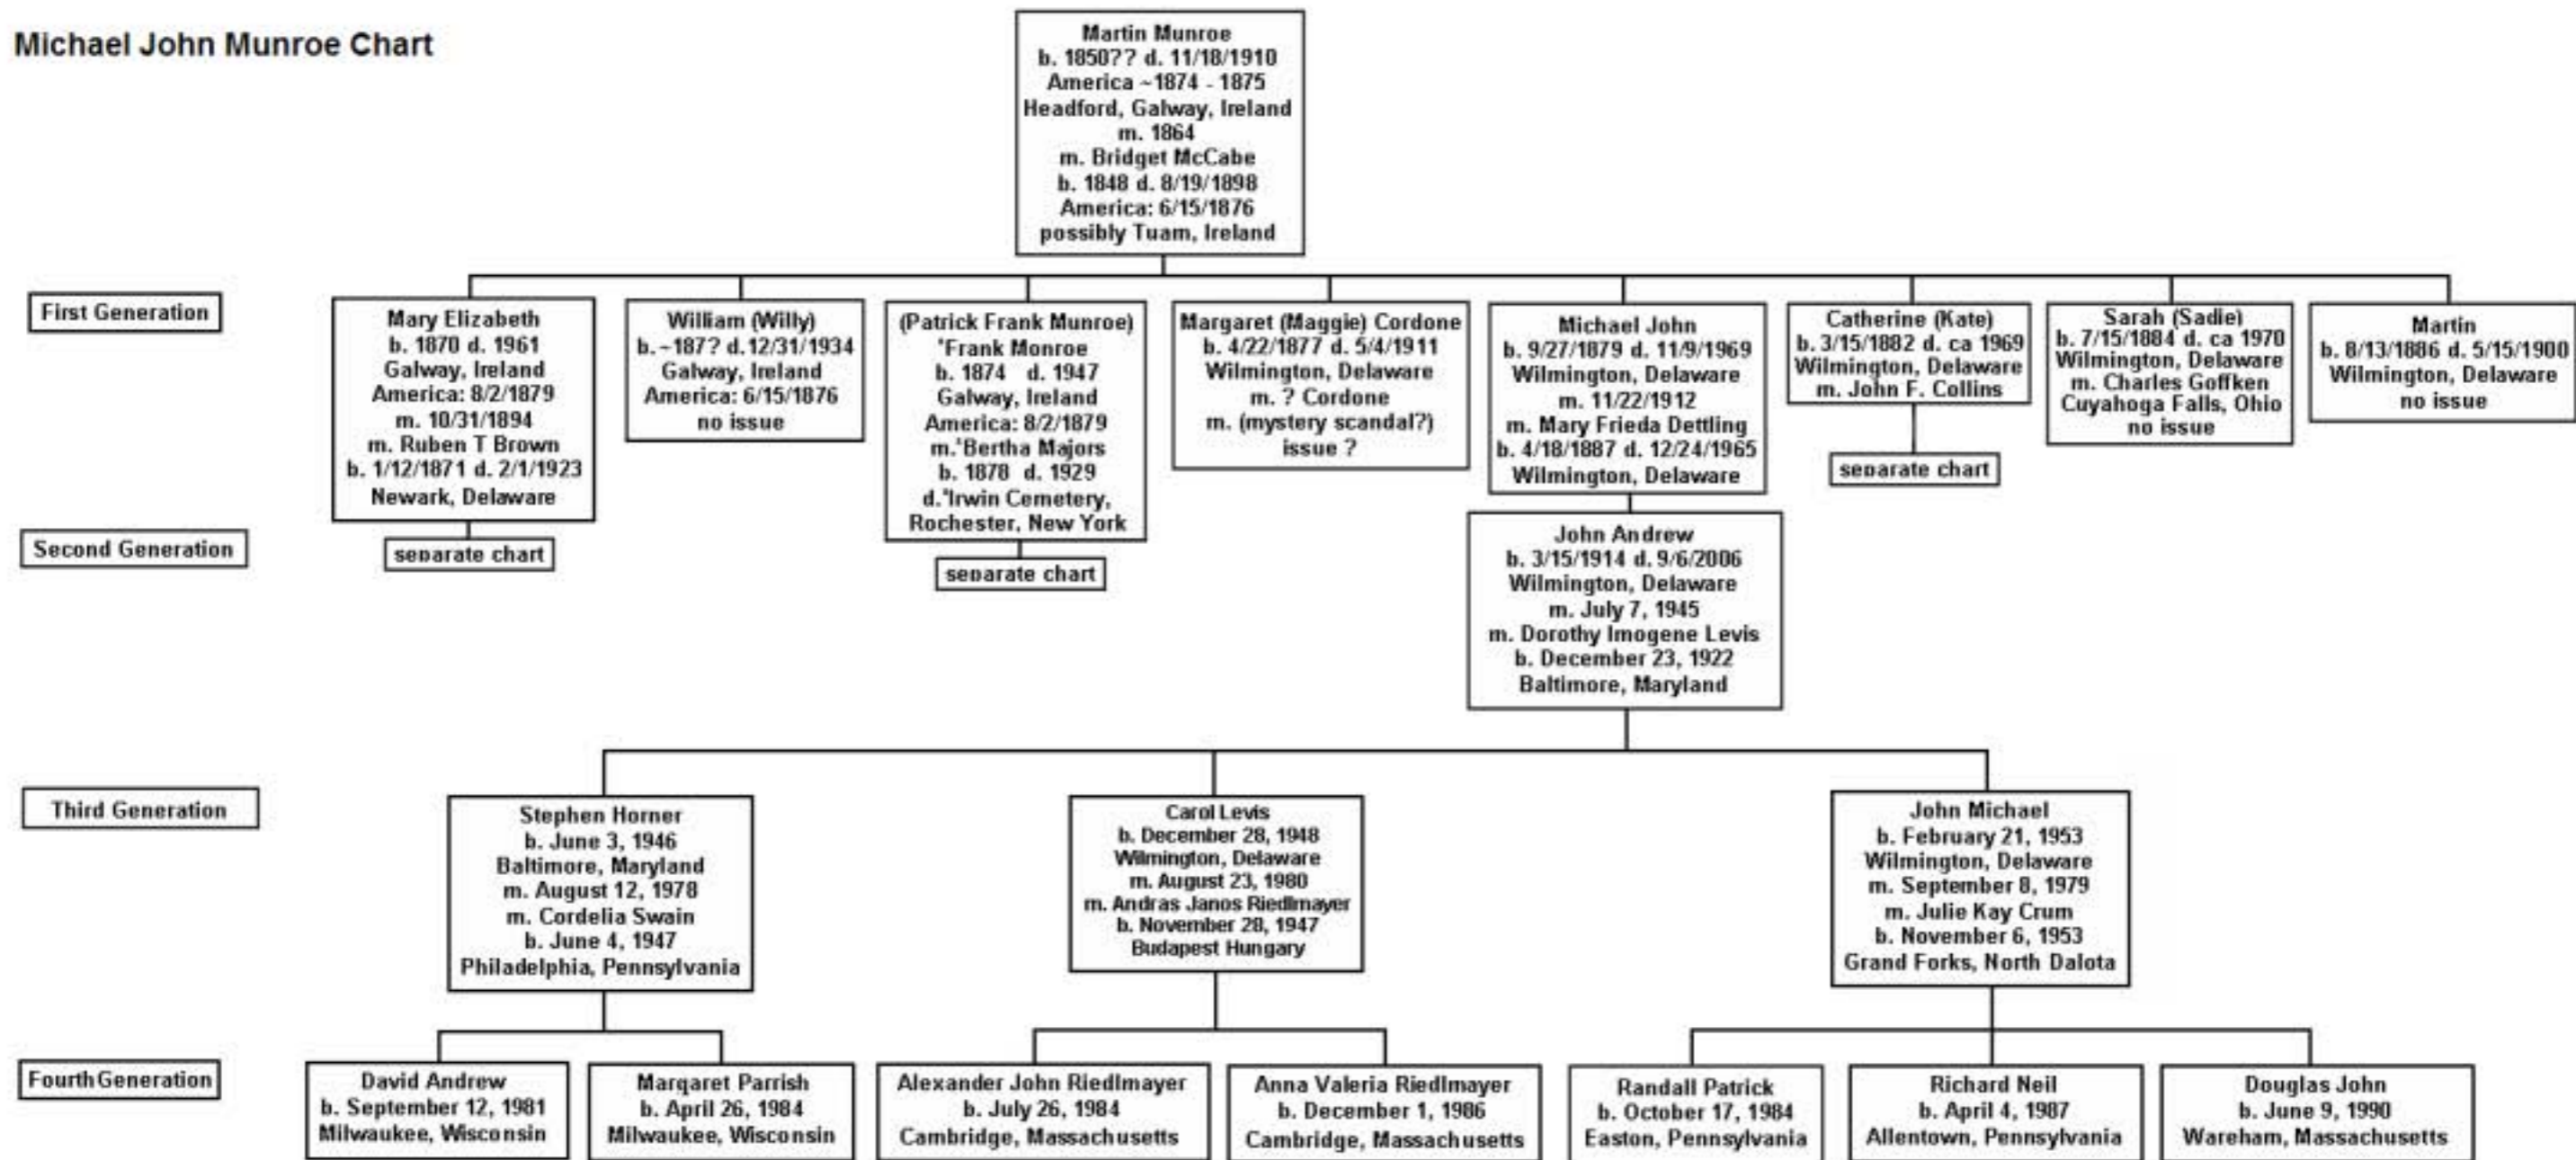 Michael John Munroe Chart
Martin Munroe
b. 1850?? d. 11/18/1910
America ~1874 - 1875
Headford, Galway, Ireland
m. 1864
m. Bridget McCabe
b. 1848 d. 8/19/1898
America: 6/15/1876
possibly Tuam, Ireland
First Generation
Mary Elizabeth
b. 1870 d. 1961
Galway, Ireland
America: 8/2/1879
m. 10/31/1894
m. Ruben T Brown
b. 1/12/1871 d. 2/1/1923
Newark, Delaware
separate chart
William (Willy)
b. ~187? d. 12/31/1934
Galway, Ireland
America: 6/15/1876
no issue
(Patrick Frank Munroe)
*Frank Monroe
b. 1874 d. 1947
Galway, Ireland
America: 8/2/1879
m.*Bertha Majors
b. 1878 d. 1929
d.*Irwin Cemetery,
Rochester, New York
separate chart
Margaret (Maggie) Cordone
b. 4/22/1877 d. 5/4/1911
Wilmington, Delaware
m. ? Cordone
m. (mystery scandal?)
issue ?
Michael John
b. 9/27/1879 d. 11/9/1969
Wilmington, Delaware
m. 11/22/1912
m. Mary Frieda Dettling
b. 4/18/1887 d. 12/24/1965
Wilmington, Delaware
Catherine (Kate)
b. 3/15/1882 d. ca 1969
Wilmington, Delaware
m. John F. Collins
separate chart
Sarah (Sadie)
b. 7/15/1884 d. ca 1970
Wilmington, Delaware
m. Charles Goffken
Cuyahoga Falls, Ohio
no issue
Martin
b. 8/13/1886 d. 5/15/1900
Wilmington, Delaware
no issue
Second Generation
John Andrew
b. 3/15/1914 d. 9/6/2006
Wilmington, Delaware
m. July 7, 1945
m. Dorothy Imogene Levis
b. December 23, 1922
Baltimore, Maryland
Third Generation
Stephen Horner
b. June 3, 1946
Baltimore, Maryland
m. August 12, 1978
m. Cordelia Swain
b. June 4, 1947
Philadelphia, Pennsylvania
Carol Levis
b. December 28, 1948
Wilmington, Delaware
m. August 23, 1980
m. Andras Janos Riedlmayer
b. November 28, 1947
Budapest Hungary
John Michael
b. February 21, 1953
Wilmington, Delaware
m. September 8, 1979
m. Julie Kay Crum
b. November 6, 1953
Grand Forks, North Dalota
Fourth Generation
David Andrew
b. September 12, 1981
Milwaukee, Wisconsin
Margaret Parrish
b. April 26, 1984
Milwaukee, Wisconsin
Alexander John Riedlmayer
b. July 26, 1984
Cambridge, Massachusetts
Anna Valeria Riedlmayer
b. December 1, 1986
Cambridge, Massachusetts
Randall Patrick
b. October 17, 1984
Easton, Pennsylvania
Richard Neil
b. April 4, 1987
Allentown, Pennsylvania
Douglas John
b. June 9, 1990
Wareham, Massachusetts